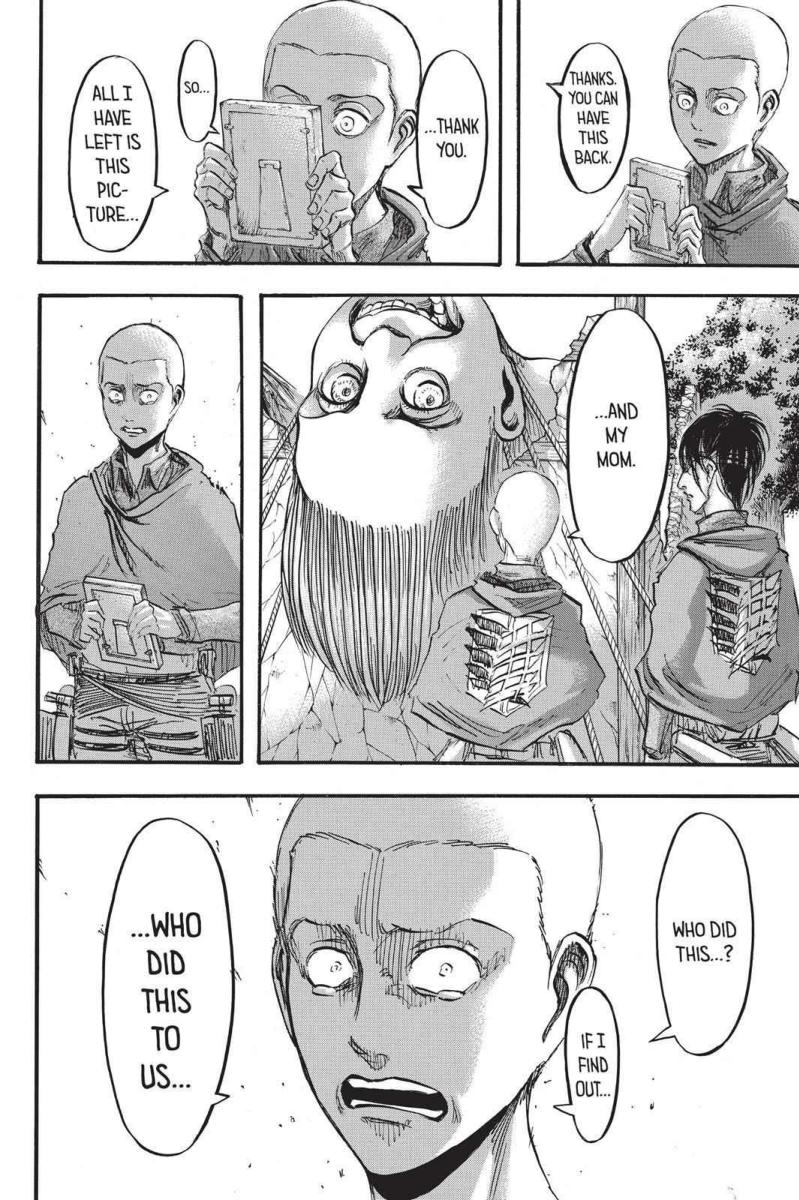 THANKS.
YOU CAN
HAVE
THIS
BACK.
...THANK
YOU.
SO...
ALL I
HAVE
LEFT IS
THIS
PIC-
TURE...
...AND
MY
MOM.
WHO DID
THIS...?
IF I
FIND
OUT...
...WHO
DID
THIS
TO
US...